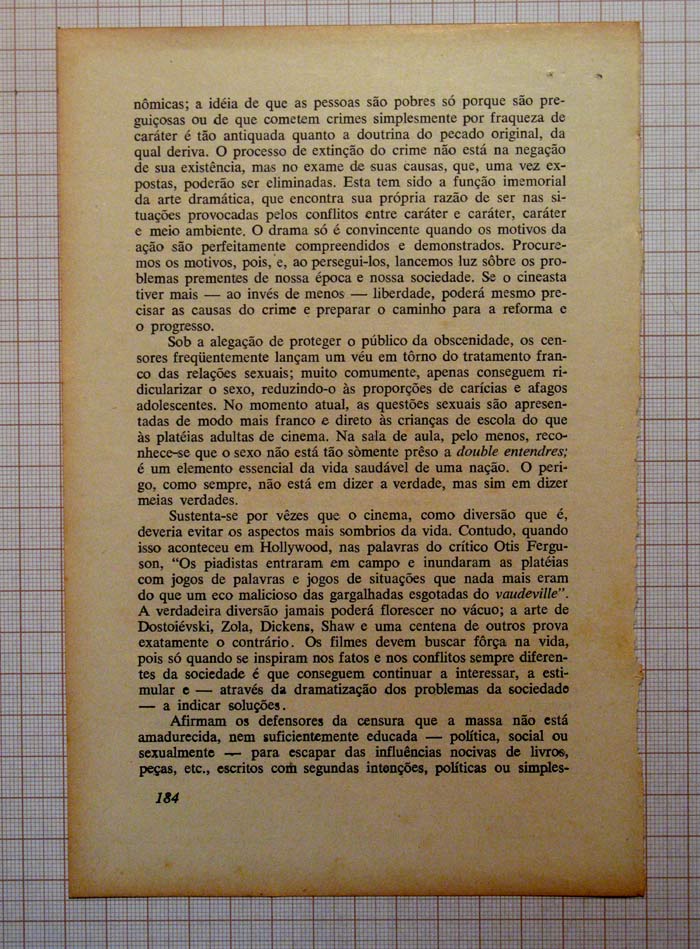 nômicas; a idéia de que as pessoas são pobres só porque são pre-
guiçosas ou de que cometem crimes simplesmente por fraqueza de
caráter é tão antiquada quanto a doutrina do pecado original, da
qual deriva. O processo de extinção do crime não está na negação
de sua existência, mas no exame de suas causas, que, uma vez ex-
postas, poderão ser eliminadas. Esta tem sido a função imemorial
da arte dramática, que encontra sua própria razão de ser nas si-
tuações provocadas pelos conflitos entre caráter e caráter, caráter
e meio ambiente. O drama só é convincente quando os motivos da
ação são perfeitamente compreendidos e demonstrados. Procure-
mos os motivos, pois, e, ao persegui-los, lancemos luz sôbre os pro-
blemas prementes de nossa época e nossa sociedade. Se o cineasta
tiver mais — ao invés de menos — liberdade, poderá mesmo pre-
cisar as causas do crime e preparar o caminho para a reforma e
o progresso.
Sob a alegação de proteger o público da obscenidade, os cen-
sores freqüentemente lançam um véu em tôrno do tratamento fran-
co das relações sexuais; muito comumente, apenas conseguem ri-
dicularizar o sexo, reduzindo-o às proporções de carícias e afagos
adolescentes. No momento atual, as questões sexuais são apresen-
tadas de modo mais franco e direto às crianças de escola do que
às platéias adultas de cinema. Na sala de aula, pelo menos, reco-
nhece-se que o sexo não está tão sòmente prêso a double entendres;
é um elemento essencial da vida saudável de uma nação. O peri-
go, como sempre, não está em dizer a verdade, mas sim em dizer
meias verdades.
Sustenta-se por vêzes que o cinema, como diversão que é,
deveria evitar os aspectos mais sombrios da vida. Contudo, quando
isso aconteceu em Hollywood, nas palavras do crítico Otis Fergu-
son, “Os piadistas entraram em campo e inundaram as platéias
com jogos de palavras e jogos de situações que nada mais eram
do que um eco malicioso das gargalhadas esgotadas do vaudeville”.
A verdadeira diversão jamais poderá florescer no vácuo; a arte de
Dostoiévski, Zola, Dickens, Shaw e uma centena de outros prova
exatamente o contrário. Os filmes devem buscar fôrça na vida,
pois só quando se inspiram nos fatos e nos conflitos sempre diferen-
tes da sociedade é que conseguem continuar a interessar, a esti-
mular e — através da dramatização dos problemas da sociedade
— a indicar soluções.
Afirmam os defensores da censura que a massa não está
amadurecida, nem suficientemente educada — política, social ou
sexualmente — para escapar das influências nocivas de livros,
peças, etc., escritos com segundas intenções, políticas ou simples-
184